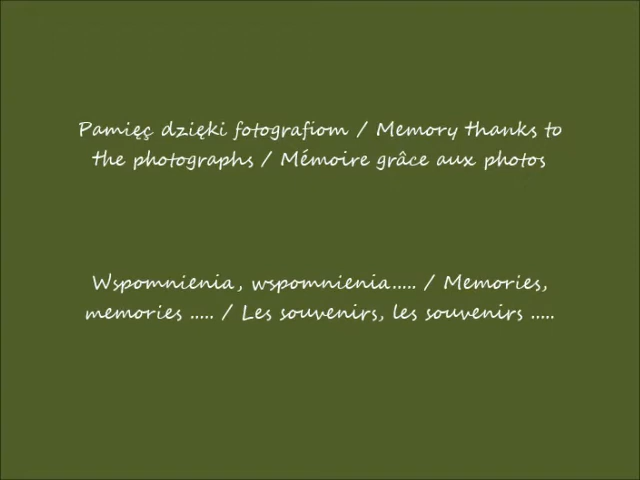 Pamięç dzięki fotografiom / Memory thanks to
the photographs / Mémoire grâce aux photos
Wspomnienia, wspomnienia..... / Memories,
memories ..... / Les souvenirs, les souvenirs .....